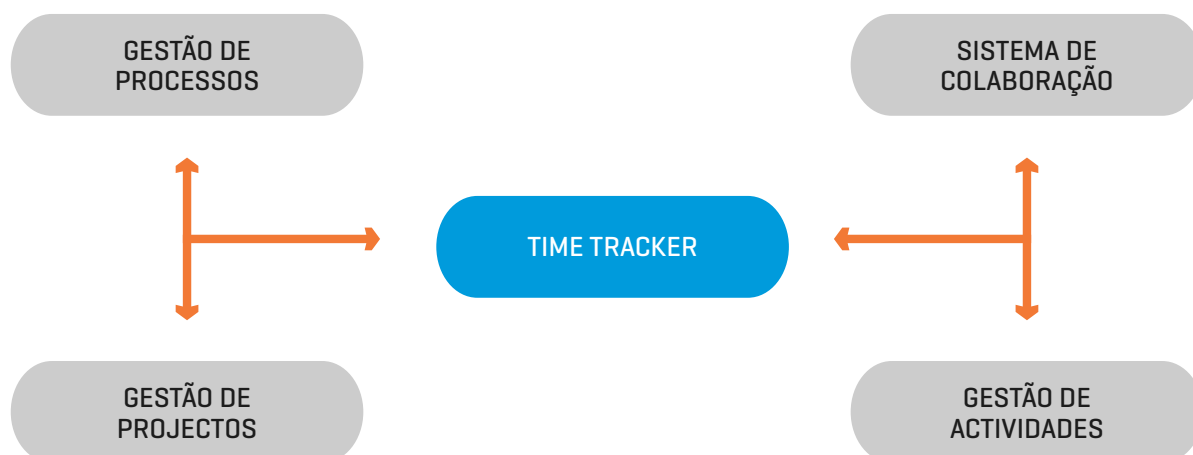 GESTÃO DE
PROCESSOS
SISTEMA DE
COLABORAÇÃO
TIME TRACKER
GESTÃO DE
PROJECTOS
GESTÃO DE
ACTIVIDADES